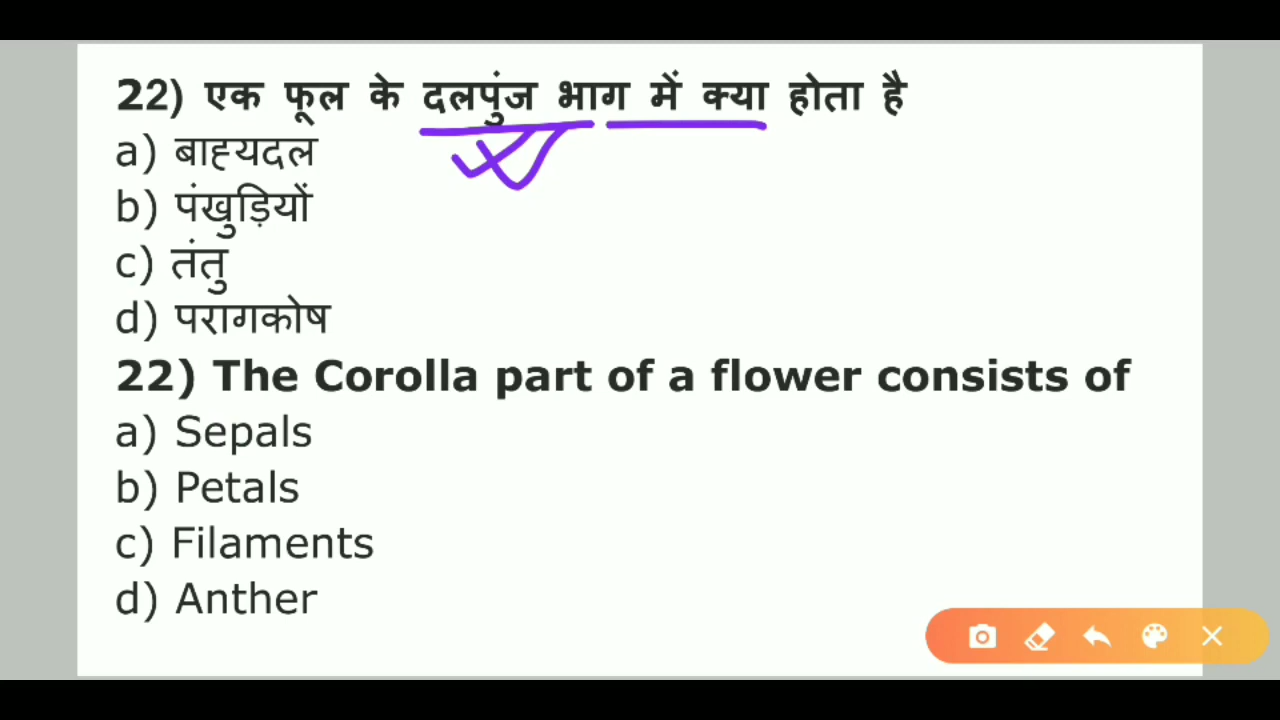 22) एक फूल के दलपुंज भाग में क्या होता है
a) बाह्यदल
b) पंखुड़ियों
c) तंतु
d) परागकोष
22) The Corolla part of a flower consists of
a) Sepals
b) Petals
c) Filaments
d) Anther